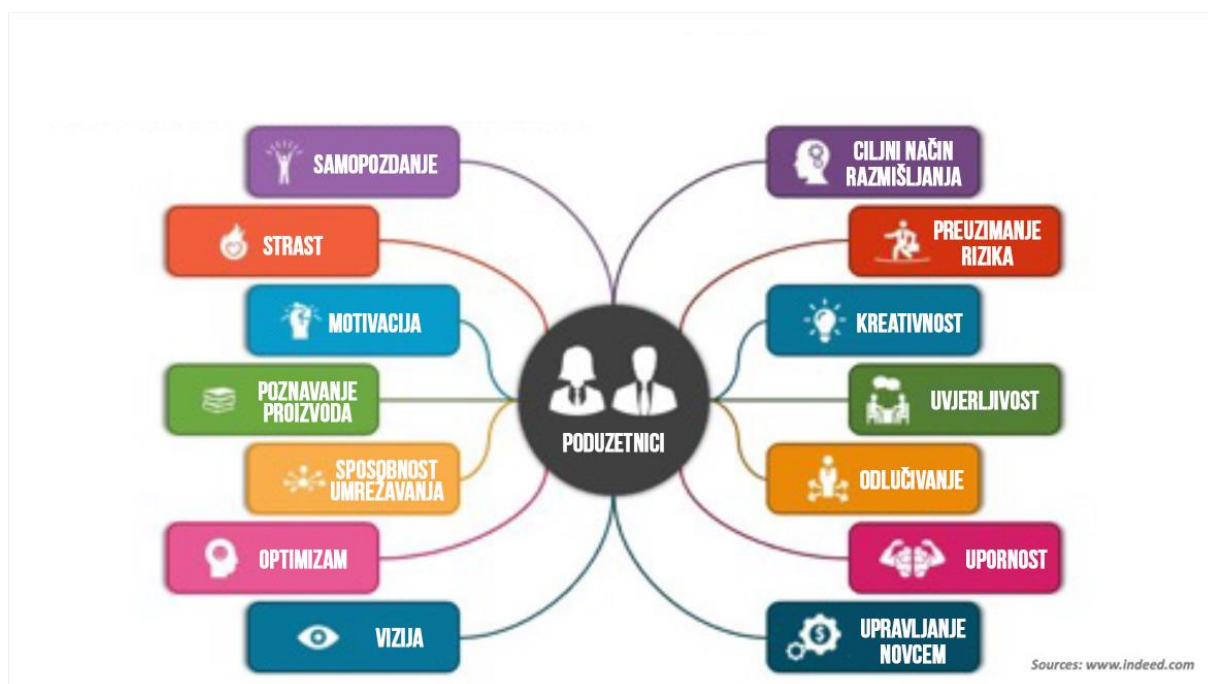 SAMOPOZDANJE
STRAST
MOTIVACIJA
POZNAVANJE
PROIZVODA
SPOSOBNOST
UMREŽAVANJA
OPTIMIZAM
VIZIJA
PODUZETNICI
CILJNI NAČIN
RAZMIŠLJANJA
PREUZIMANJE
RIZIKA
KREATIVNOST
UVJERLJIVOST
ODLUČIVANJE
UPORNOST
UPRAVLJANJE
NOVCEM
Sources: www.indeed.com